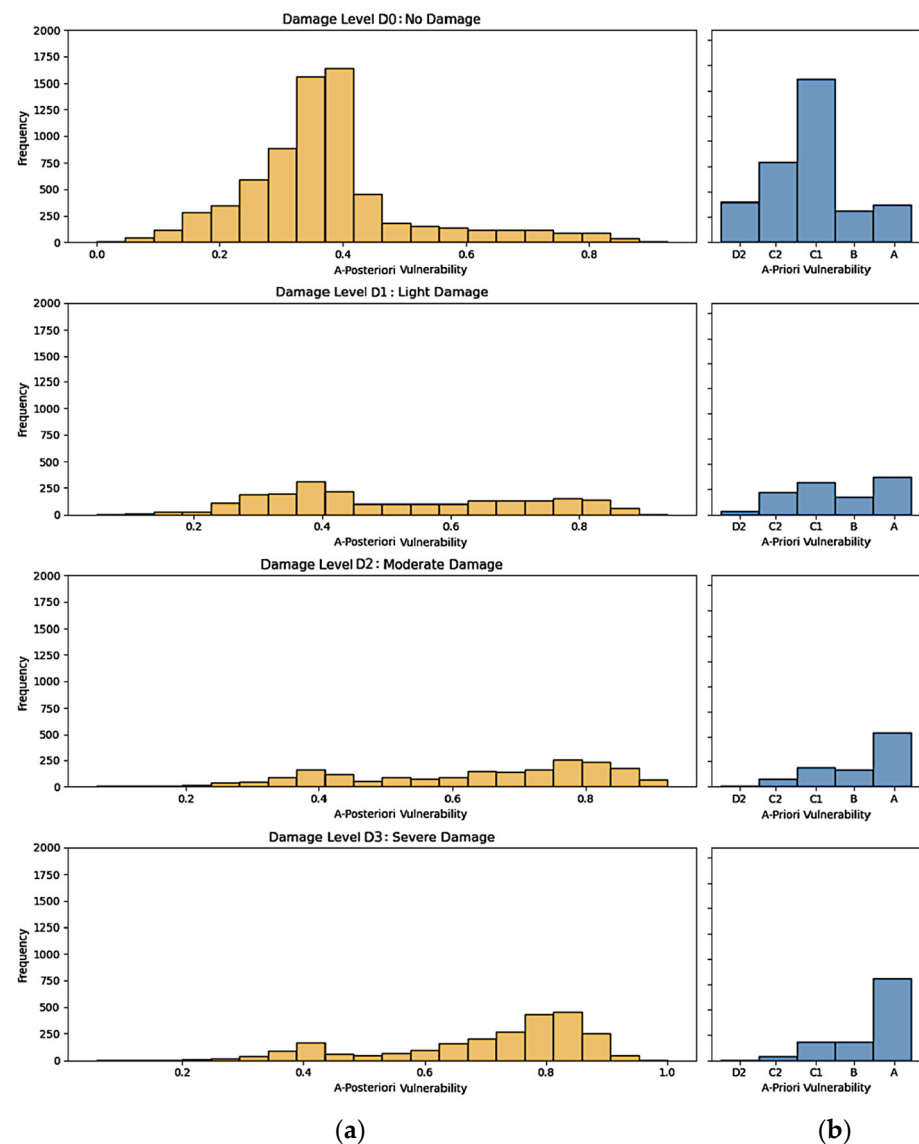 Damage Level D0: No Damage
2000
1750
1500
1250
1000
750
500
250
0
Frequency
0.0 0.2 0.4 0.6 0.8
A-Posteriori Vulnerability
D2 C2 C1 B A
A-Priori Vulnerability
Damage Level D1: Light Damage
2000
1750
1500
1250
1000
750
500
250
0
Frequency
0.2 0.4 0.6 0.8
A-Posteriori Vulnerability
D2 C2 C1 B A
A-Priori Vulnerability
Damage Level D2: Moderate Damage
2000
1750
1500
1250
1000
750
500
250
0
Frequency
0.2 0.4 0.6 0.8
A-Posteriori Vulnerability
D2 C2 C1 B A
A-Priori Vulnerability
Damage Level D3: Severe Damage
2000
1750
1500
1250
1000
750
500
250
0
Frequency
0.2 0.4 0.6 0.8 1.0
A-Posteriori Vulnerability
D2 C2 C1 B A
A-Priori Vulnerability
(a) (b)